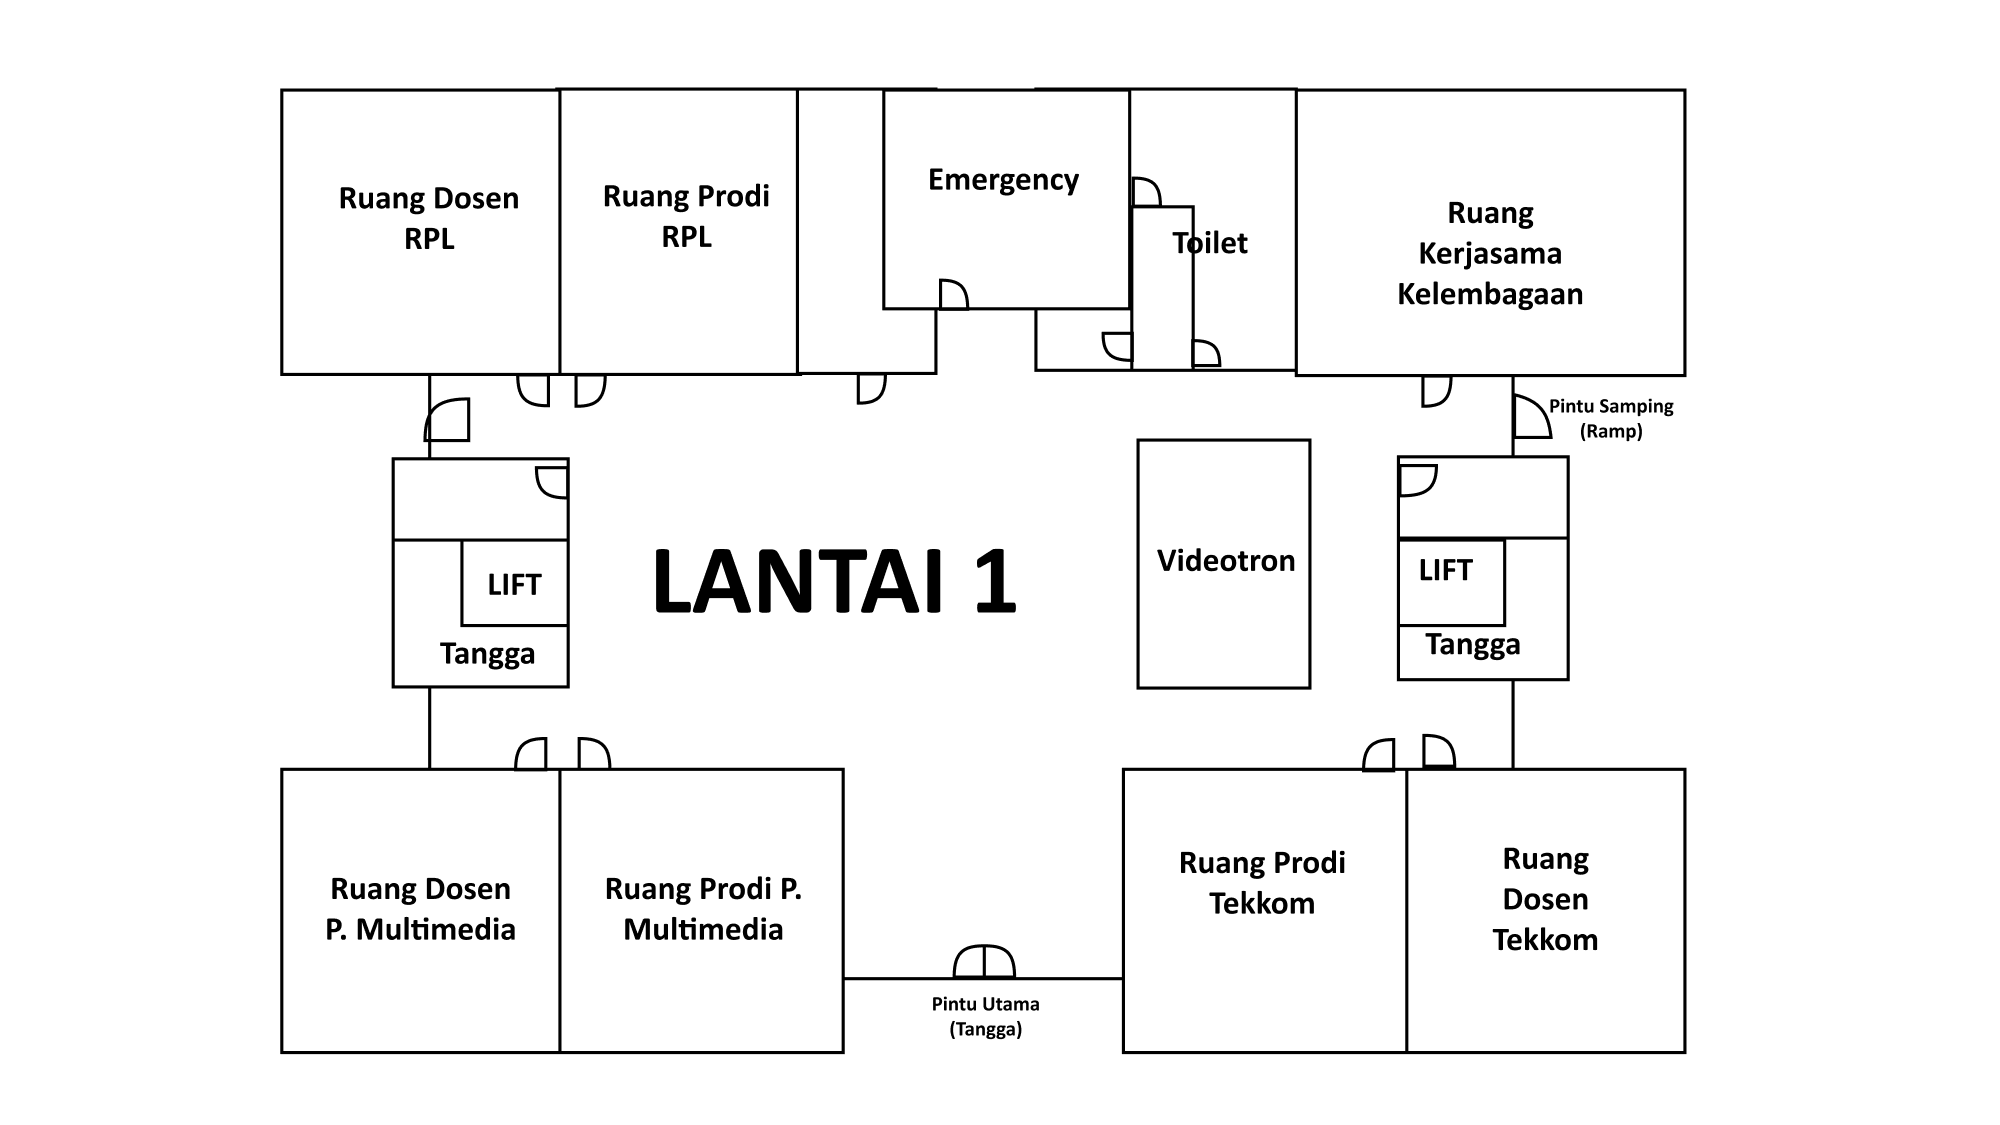 Ruang Dosen
RPL
Ruang Prodi
RPL
Emergency
Toilet
Ruang
Kerjasama
Kelembagaan
Pintu Samping
(Ramp)
LIFT
Tangga
LANTAI 1
Videotron
LIFT
Tangga
Ruang Dosen
P. Multimedia
Ruang Prodi P.
Multimedia
Pintu Utama
(Tangga)
Ruang Prodi
Tekkom
Ruang
Dosen
Tekkom